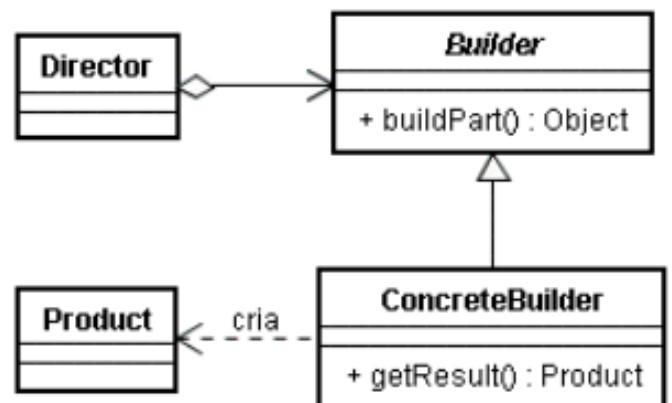 Director
Builder
+ buildPart() : Object
Product
cria
ConcreteBuilder
+ getResult() : Product